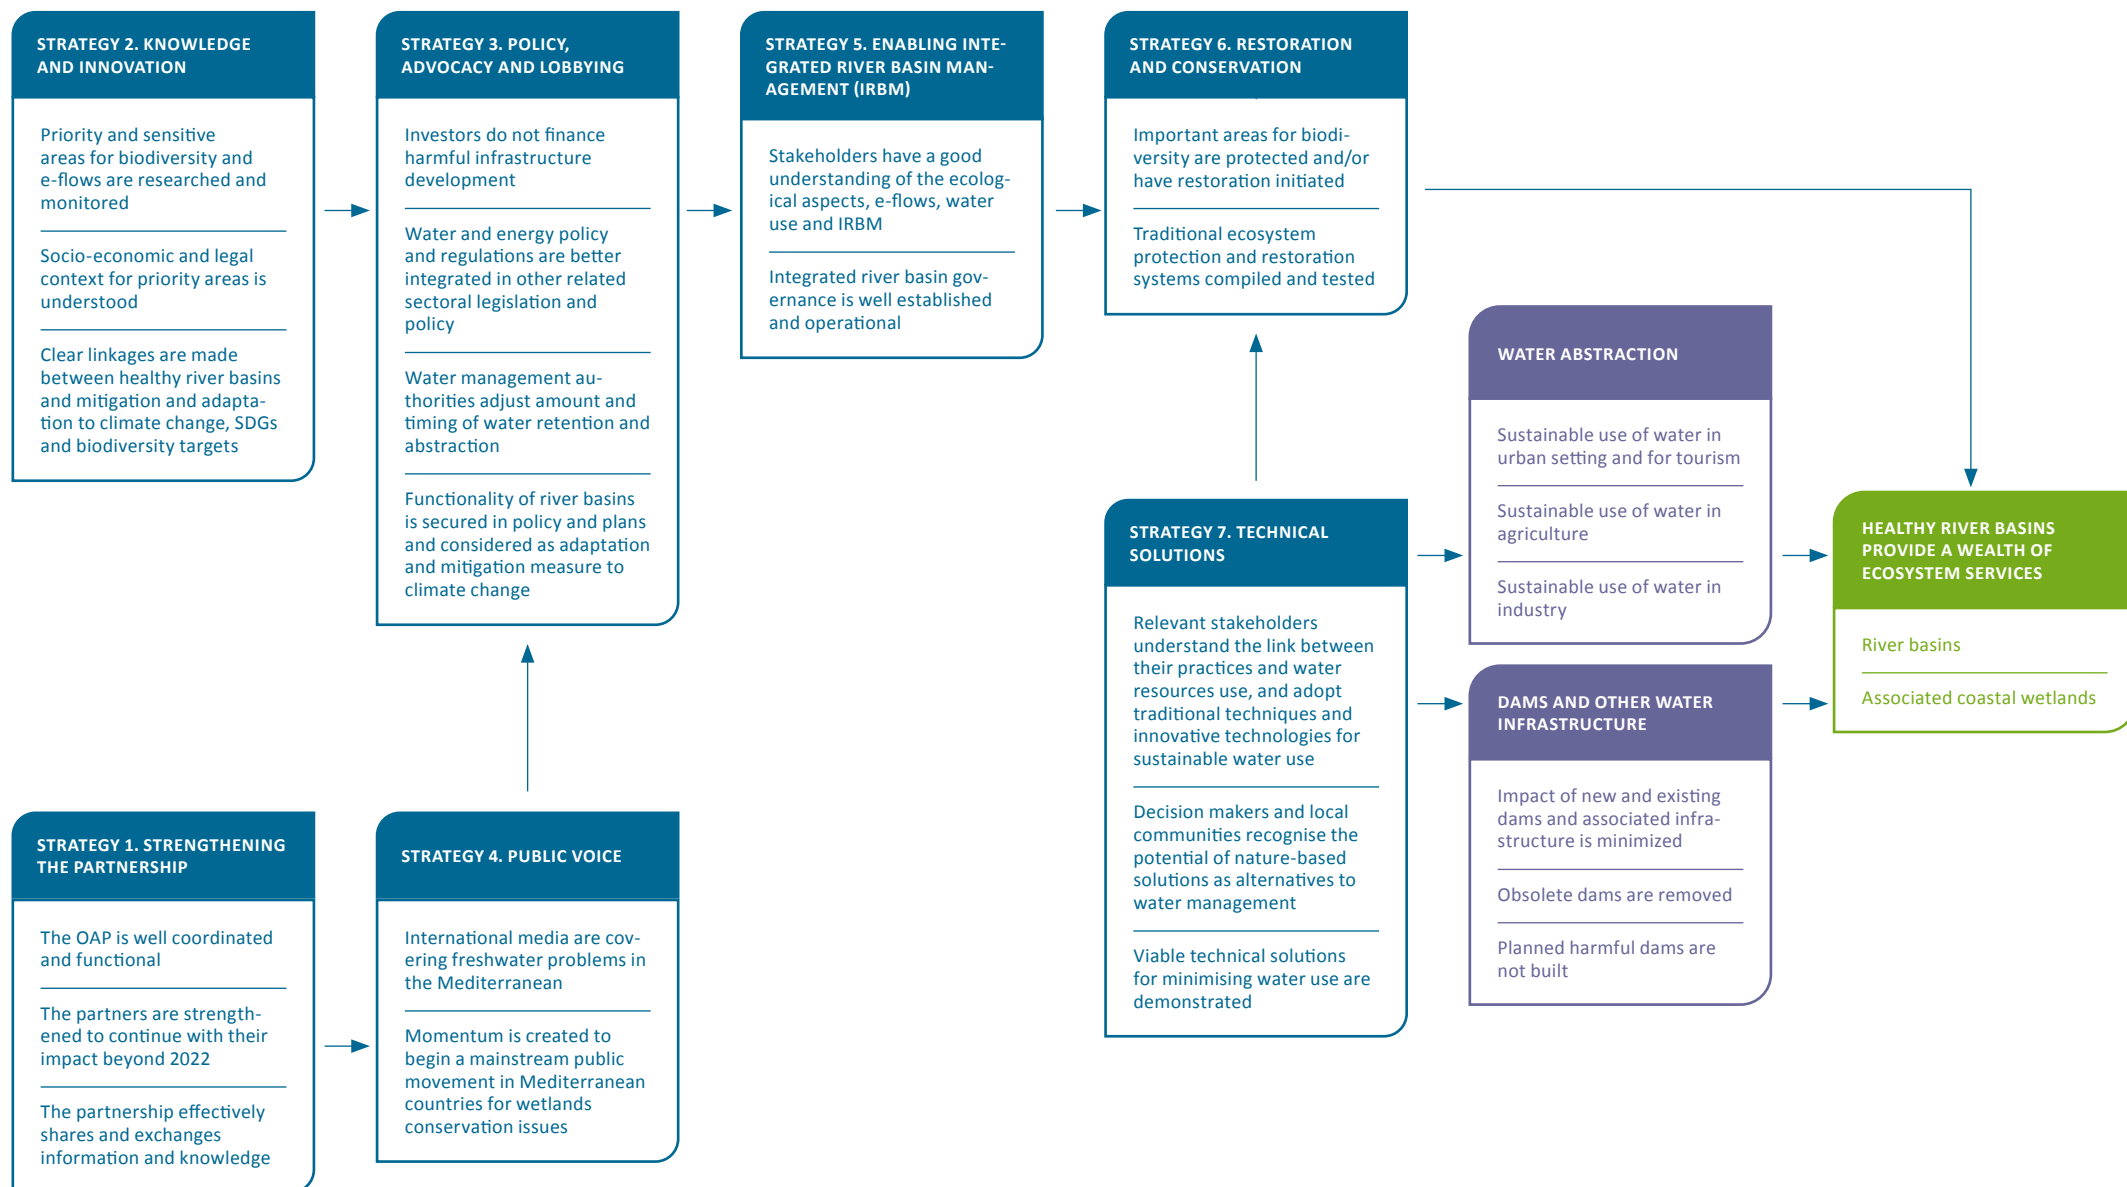 STRATEGY 2. KNOWLEDGE
AND INNOVATION
Priority and sensitive
areas for biodiversity and
e-flows are researched and
monitored
Socio-economic and legal
context for priority areas is
understood
Clear linkages are made
between healthy river basins
and mitigation and adapta-
tion to climate change, SDGs
and biodiversity targets
STRATEGY 3. POLICY,
ADVOCACY AND LOBBYING
Investors do not finance
harmful infrastructure
development
Water and energy policy
and regulations are better
integrated in other related
sectoral legislation and
policy
Water management au-
thorities adjust amount and
timing of water retention and
abstraction
Functionality of river basins
is secured in policy and plans
and considered as adaptation
and mitigation measure to
climate change
STRATEGY 5. ENABLING INTE-
GRATED RIVER BASIN MAN-
AGEMENT (IRBM)
Stakeholders have a good
understanding of the ecolog-
ical aspects, e-flows, water
use and IRBM
Integrated river basin gov-
ernance is well established
and operational
STRATEGY 6. RESTORATION
AND CONSERVATION
Important areas for biodi-
versity are protected and/or
have restoration initiated
Traditional ecosystem
protection and restoration
systems compiled and tested
STRATEGY 1. STRENGTHENING
THE PARTNERSHIP
The OAP is well coordinated
and functional
The partners are strength-
ened to continue with their
impact beyond 2022
The partnership effectively
shares and exchanges
information and knowledge
STRATEGY 4. PUBLIC VOICE
International media are cov-
ering freshwater problems in
the Mediterranean
Momentum is created to
begin a mainstream public
movement in Mediterranean
countries for wetlands
conservation issues
STRATEGY 7. TECHNICAL
SOLUTIONS
Relevant stakeholders
understand the link between
their practices and water
resources use, and adopt
traditional techniques and
innovative technologies for
sustainable water use
Decision makers and local
communities recognise the
potential of nature-based
solutions as alternatives to
water management
Viable technical solutions
for minimising water use are
demonstrated
WATER ABSTRACTION
Sustainable use of water in
urban setting and for tourism
Sustainable use of water in
agriculture
Sustainable use of water in
industry
DAMS AND OTHER WATER
INFRASTRUCTURE
Impact of new and existing
dams and associated infra-
structure is minimized
Obsolete dams are removed
Planned harmful dams are
not built
HEALTHY RIVER BASINS
PROVIDE A WEALTH OF
ECOSYSTEM SERVICES
River basins
Associated coastal wetlands